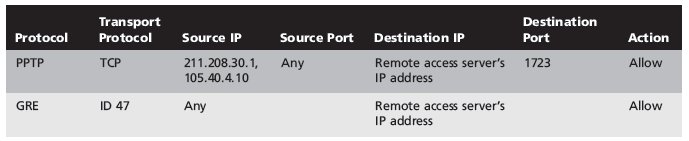 Protocol Transport Protocol Source IP Source Port Destination IP Destination Port Action
PPTP TCP 211.208.30.1, 105.40.4.10 Any Remote access server's IP address 1723 Allow
GRE ID 47 Any Remote access server's IP address Allow